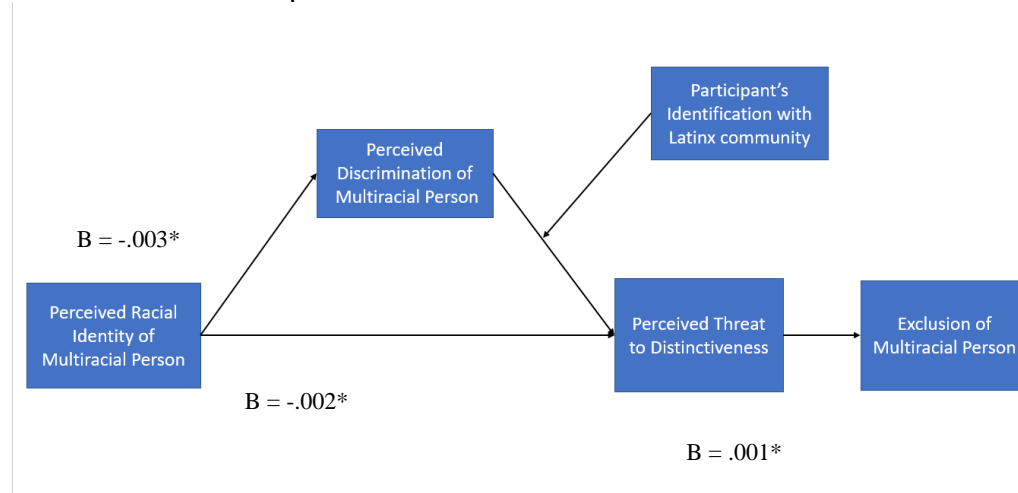 Participant's
Identification with
Latinx community
Perceived
Discrimination of
Multiracial Person
B = -.003*
Perceived Racial
Identity of
Multiracial Person
Perceived Threat
to Distinctiveness
Exclusion of
Multiracial Person
B = -.002*
B = .001*